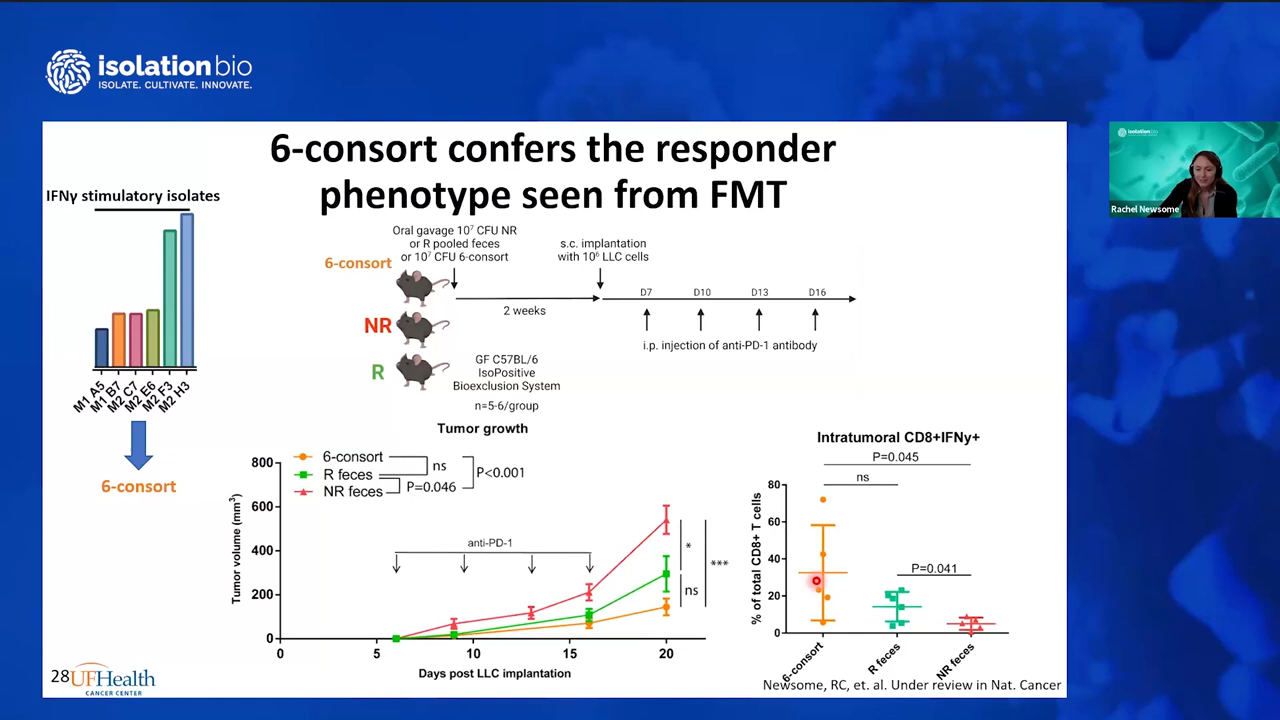 isolation bio
ISOLATE. CULTIVATE. INNOVATE.
6-consort confers the responder
phenotype seen from FMT
IFNγ stimulatory isolates
M1 A5
M1 B7
M2 C7
M2 E6
M2 F3
M2 H3
6-consort
Oral gavage 10⁷ CFU NR
or R pooled feces
or 10⁷ CFU 6-consort
6-consort
NR
R
2 weeks
s.c. implantation
with 10⁶ LLC cells
D7
D10
D13
D16
i.p. injection of anti-PD-1 antibody
GF C57BL/6
IsoPositive
Bioexclusion System
n=5-6/group
Tumor growth
6-consort
R feces
NR feces
ns
P=0.046
P<0.001
anti-PD-1
Tumor volume (mm³)
800
600
400
200
0
0
5
10
15
20
Days post LLC implantation
*
ns
***
Intratumoral CD8+IFNγ+
P=0.045
ns
P=0.041
% of total CD8+ T cells
80
60
40
20
0
6-consort
R feces
NR feces
Newsome, RC, et. al. Under review in Nat. Cancer
28
UFHealth
CANCER CENTER
isolation bio
Rachel Newsome